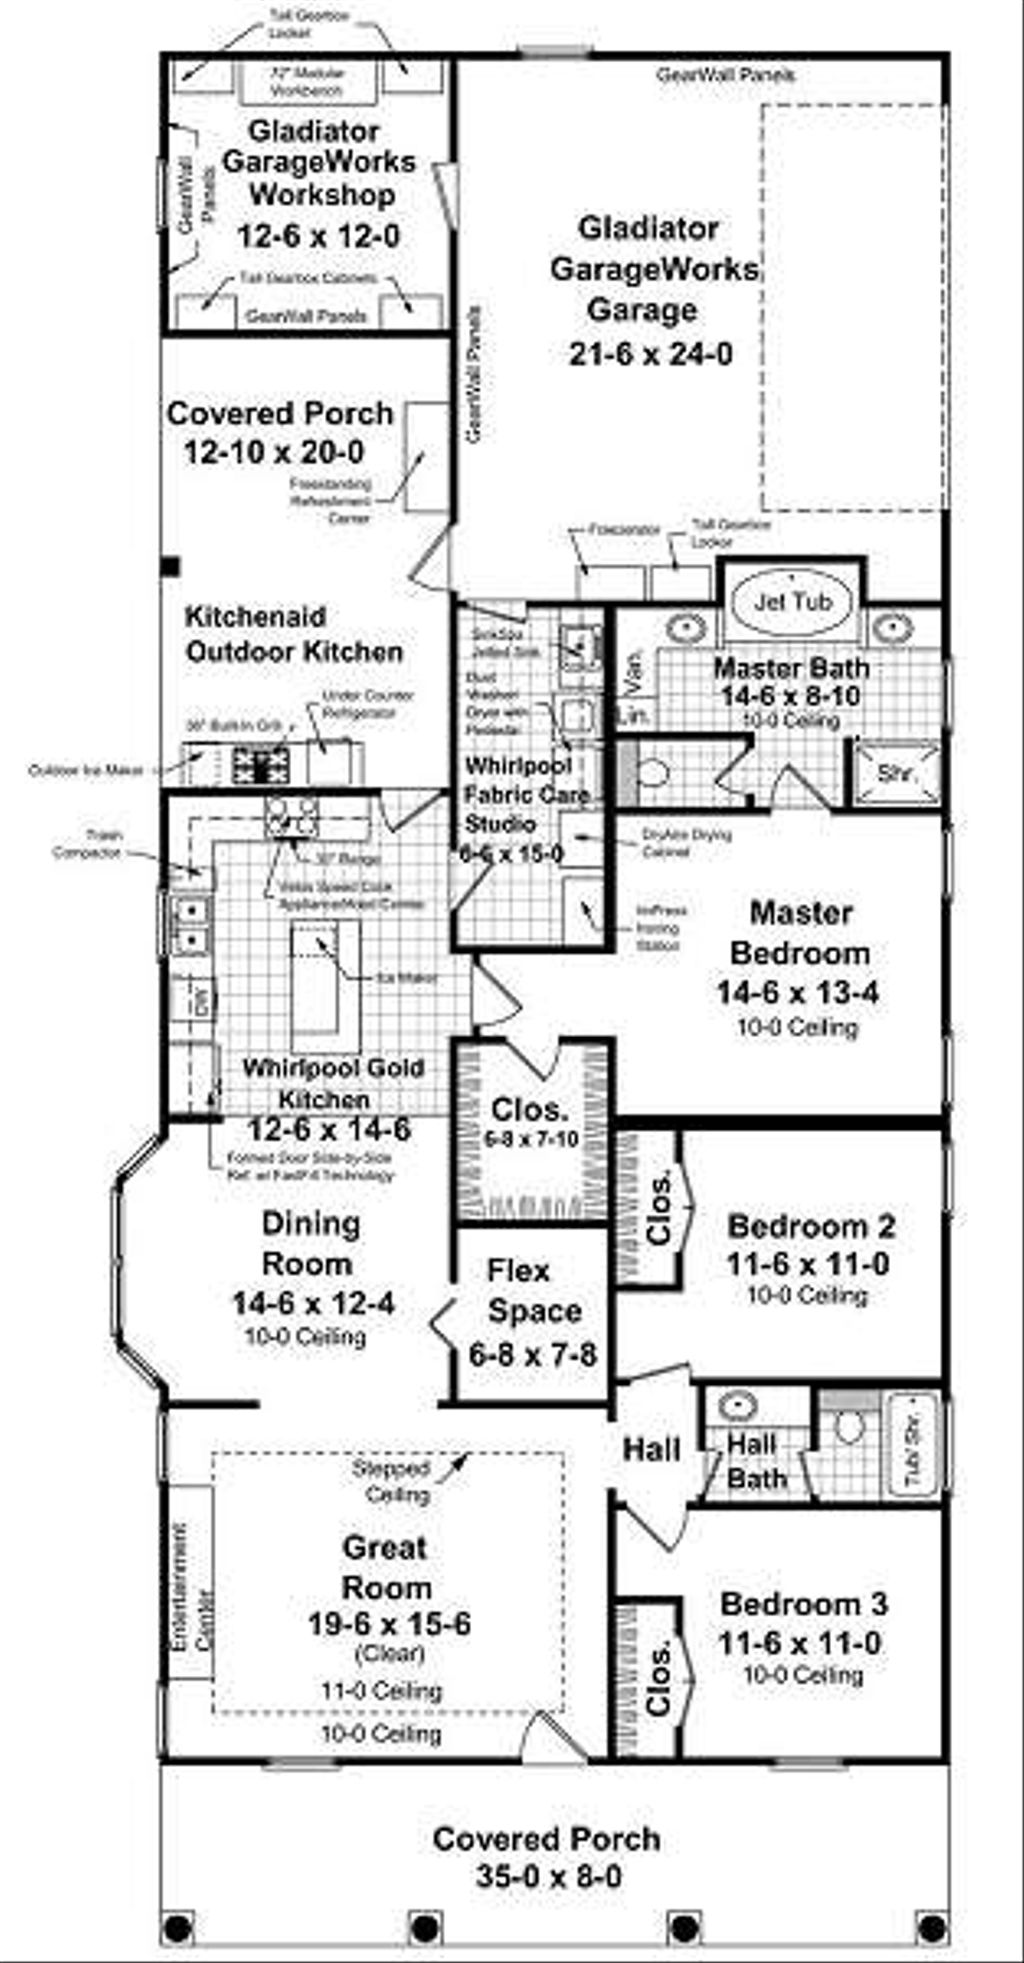 Tall Gearbox
Locker
72" Modular
Workbench
GearWall Panels
Gladiator
GarageWorks
Workshop
12-6 x 12-0
GearWall
Panels
Tall Gearbox Cabinets
GearWall Panels
Gladiator
GarageWorks
Garage
21-6 x 24-0
GearWall Panels
Covered Porch
12-10 x 20-0
Freestanding
Refreshment
Center
Freezerator
Tall Gearbox
Locker
Jet Tub
Kitchenaid
Outdoor Kitchen
SinkSpa
Jetted Sink
Van.
Lin.
Master Bath
14-6 x 8-10
10-0 Ceiling
Duet
Washer/
Dryer with
Pedestal
Under Counter
Refrigerator
36" Built-In Grill
Outdoor Ice Maker
Shr.
Whirlpool
Fabric Care
Studio
6-6 x 15-0
Trash
Compactor
30" Range
Velos Speed Cook
Appliance/Hood Combo
DryAire Drying
Cabinet
ImPress
Ironing
Station
Master
Bedroom
14-6 x 13-4
10-0 Ceiling
Ice Maker
DW
Whirlpool Gold
Kitchen
12-6 x 14-6
Formed Door Side-by-Side
Ref. w/ FastFill Technology
Clos.
6-8 x 7-10
Clos.
Bedroom 2
11-6 x 11-0
10-0 Ceiling
Dining
Room
14-6 x 12-4
10-0 Ceiling
Flex
Space
6-8 x 7-8
Hall
Hall
Bath
Tub/ Shr.
Stepped
Ceiling
Entertainment
Center
Great
Room
19-6 x 15-6
(Clear)
11-0 Ceiling
10-0 Ceiling
Clos.
Bedroom 3
11-6 x 11-0
10-0 Ceiling
Covered Porch
35-0 x 8-0